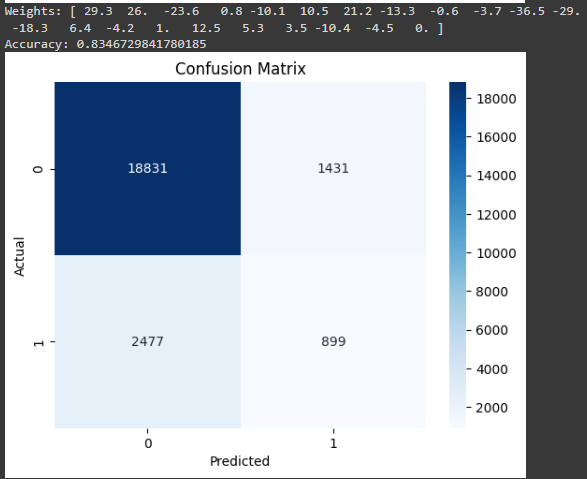 Weights: [ 29.3 26. -23.6 0.8 -10.1 10.5 21.2 -13.3 -0.6 -3.7 -36.5 -29.
-18.3 6.4 -4.2 1. 12.5 5.3 3.5 -10.4 -4.5 0. ]
Accuracy: 0.8346729841780185
Confusion Matrix
18000
16000
14000
12000
10000
8000
6000
4000
2000
Actual
0
18831 1431
1
2477 899
0 1
Predicted